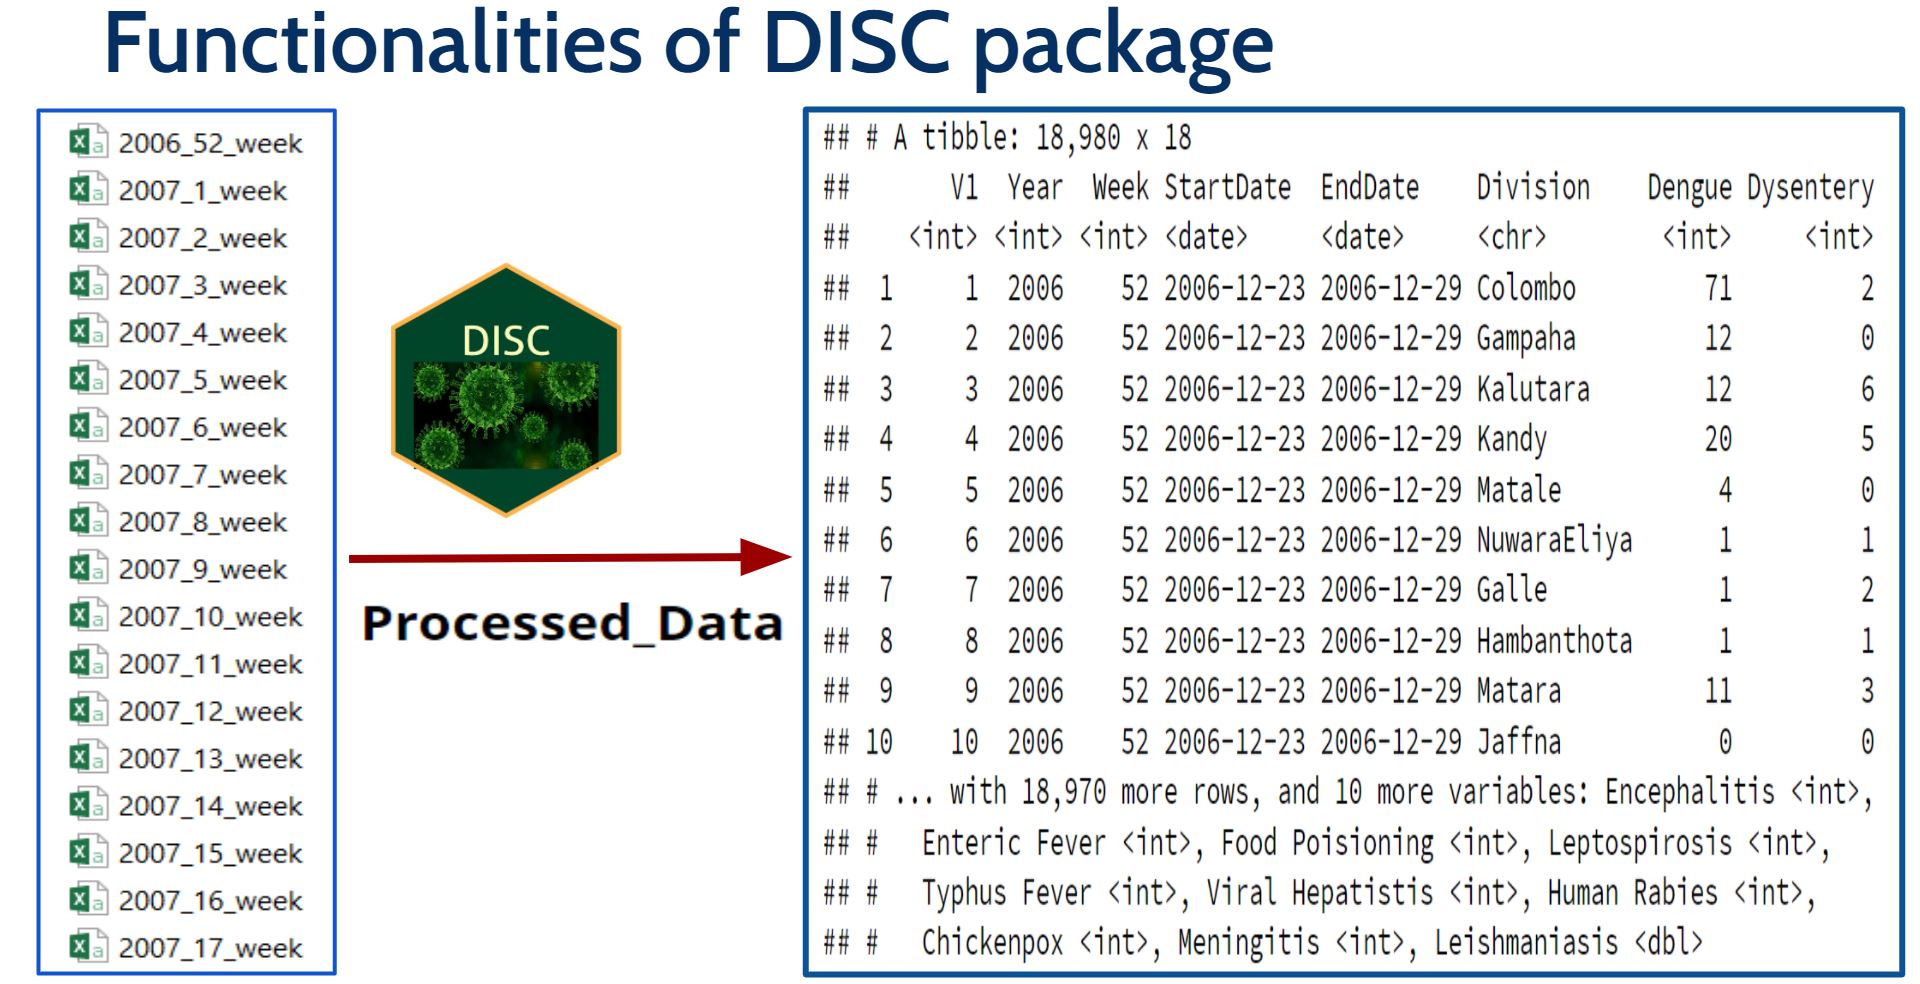 Functionalities of DISC package
2006_52_week
2007_1_week
2007_2_week
2007_3_week
2007_4_week
2007_5_week
2007_6_week
2007_7_week
2007_8_week
2007_9_week
2007_10_week
2007_11_week
2007_12_week
2007_13_week
2007_14_week
2007_15_week
2007_16_week
2007_17_week
DISC
Processed_Data
## # A tibble: 18,980 x 18
## V1 Year Week StartDate EndDate Division Dengue Dysentery
## <int> <int> <int> <date> <date> <chr> <int> <int>
## 1 1 2006 52 2006-12-23 2006-12-29 Colombo 71 2
## 2 2 2006 52 2006-12-23 2006-12-29 Gampaha 12 0
## 3 3 2006 52 2006-12-23 2006-12-29 Kalutara 12 6
## 4 4 2006 52 2006-12-23 2006-12-29 Kandy 20 5
## 5 5 2006 52 2006-12-23 2006-12-29 Matale 4 0
## 6 6 2006 52 2006-12-23 2006-12-29 NuwaraEliya 1 1
## 7 7 2006 52 2006-12-23 2006-12-29 Galle 1 2
## 8 8 2006 52 2006-12-23 2006-12-29 Hambanthota 1 1
## 9 9 2006 52 2006-12-23 2006-12-29 Matara 11 3
## 10 10 2006 52 2006-12-23 2006-12-29 Jaffna 0 0
## # ... with 18,970 more rows, and 10 more variables: Encephalitis <int>,
## # Enteric Fever <int>, Food Poisioning <int>, Leptospirosis <int>,
## # Typhus Fever <int>, Viral Hepatistis <int>, Human Rabies <int>,
## # Chickenpox <int>, Meningitis <int>, Leishmaniasis <dbl>